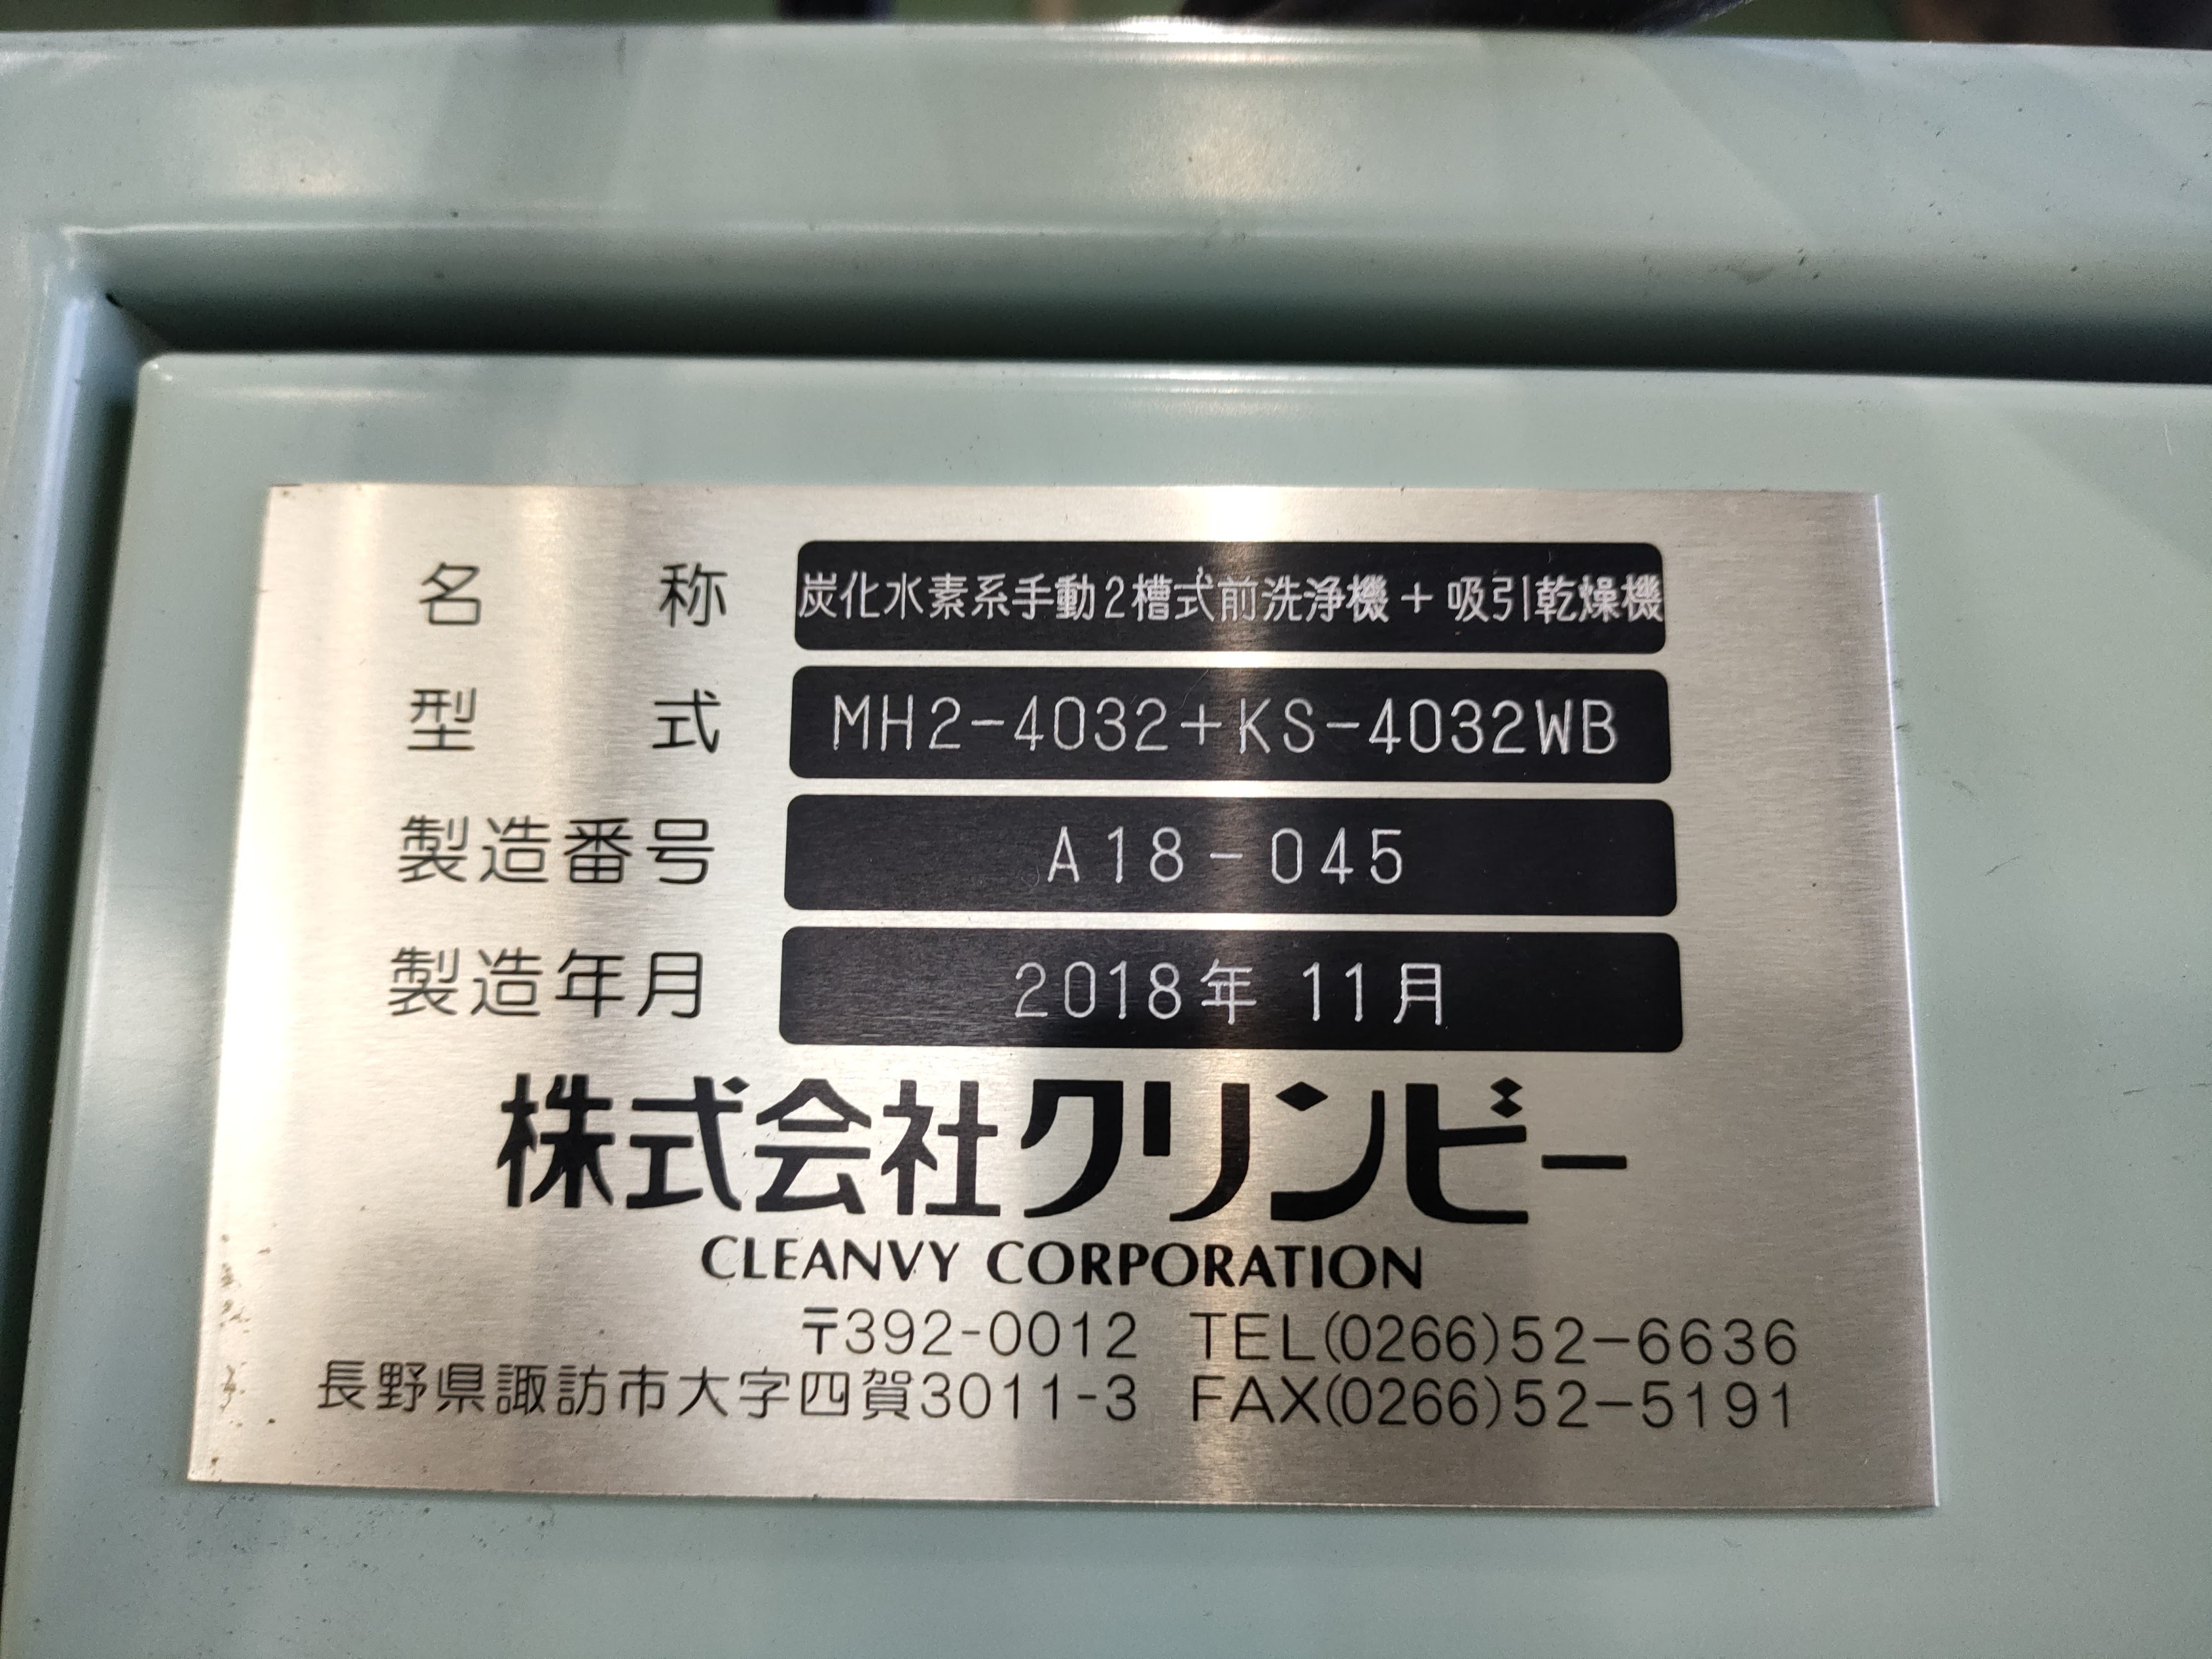 名称 炭化水素系手動2槽式前洗浄機+吸引乾燥機
型式 MH2-4032+KS-4032WB
製造番号 A18-045
製造年月 2018年 11月
株式会社クリンビー
CLEANVY CORPORATION
〒392-0012 TEL(0266)52-6636
長野県諏訪市大字四賀3011-3 FAX(0266)52-5191